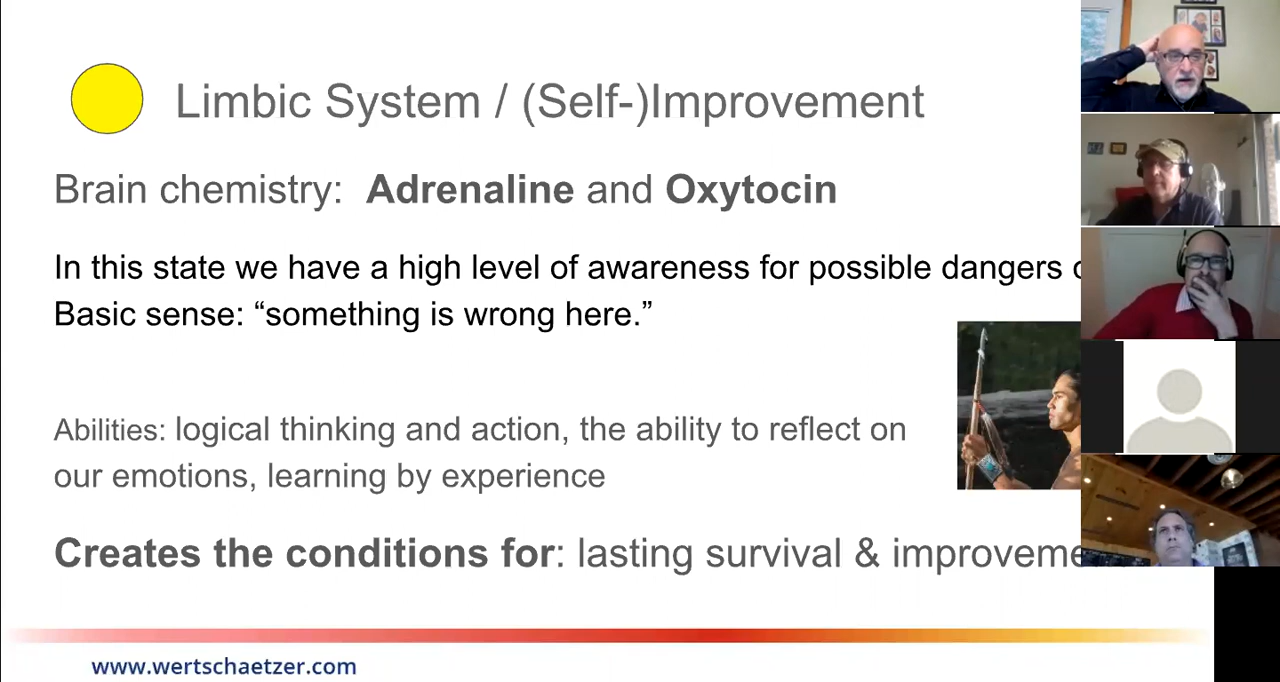 Limbic System / (Self-)Improvement
Brain chemistry: Adrenaline and Oxytocin
In this state we have a high level of awareness for possible dangers
Basic sense: “something is wrong here.”
Abilities: logical thinking and action, the ability to reflect on
our emotions, learning by experience
Creates the conditions for: lasting survival & improveme
www.wertschaetzer.com